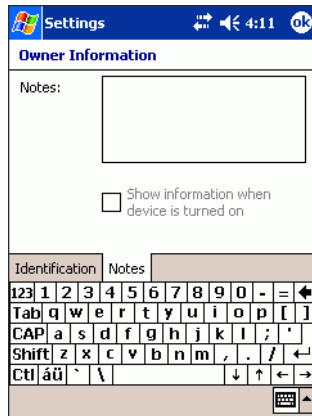 Settings 4:11 ok
Owner Information
Notes:
Show information when
device is turned on
Identification Notes
123 1 2 3 4 5 6 7 8 9 0 - =
Tab q w e r t y u i o p [ ]
CAP a s d f g h j k l ; '
Shift z x c v b n m , . /
Ctl áü ` \